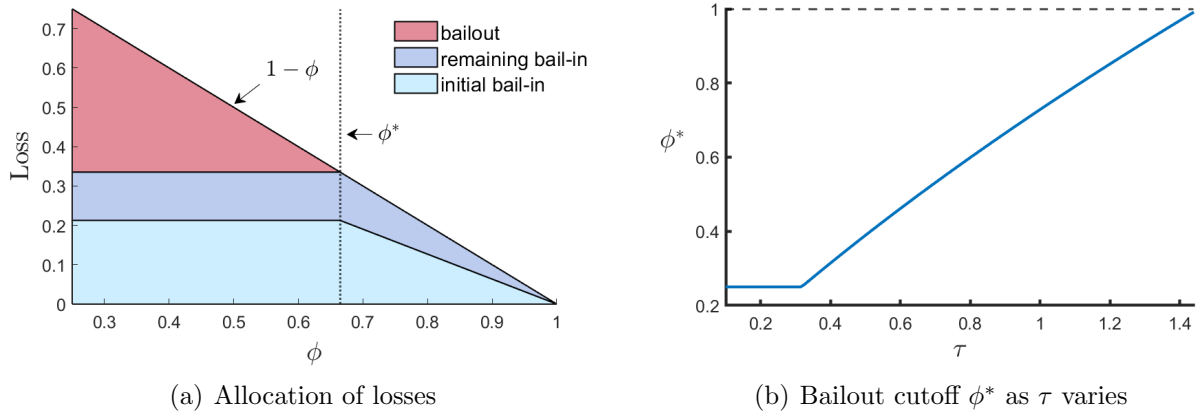 0.7
0.6
0.5
0.4
0.3
0.2
0.1
0
Loss
bailout
remaining bail-in
initial bail-in
1 − ϕ
ϕ*
0.3 0.4 0.5 0.6 0.7 0.8 0.9 1
ϕ
(a) Allocation of losses
1
0.8
0.6
0.4
0.2
ϕ*
0.2 0.4 0.6 0.8 1 1.2 1.4
τ
(b) Bailout cutoff ϕ* as τ varies